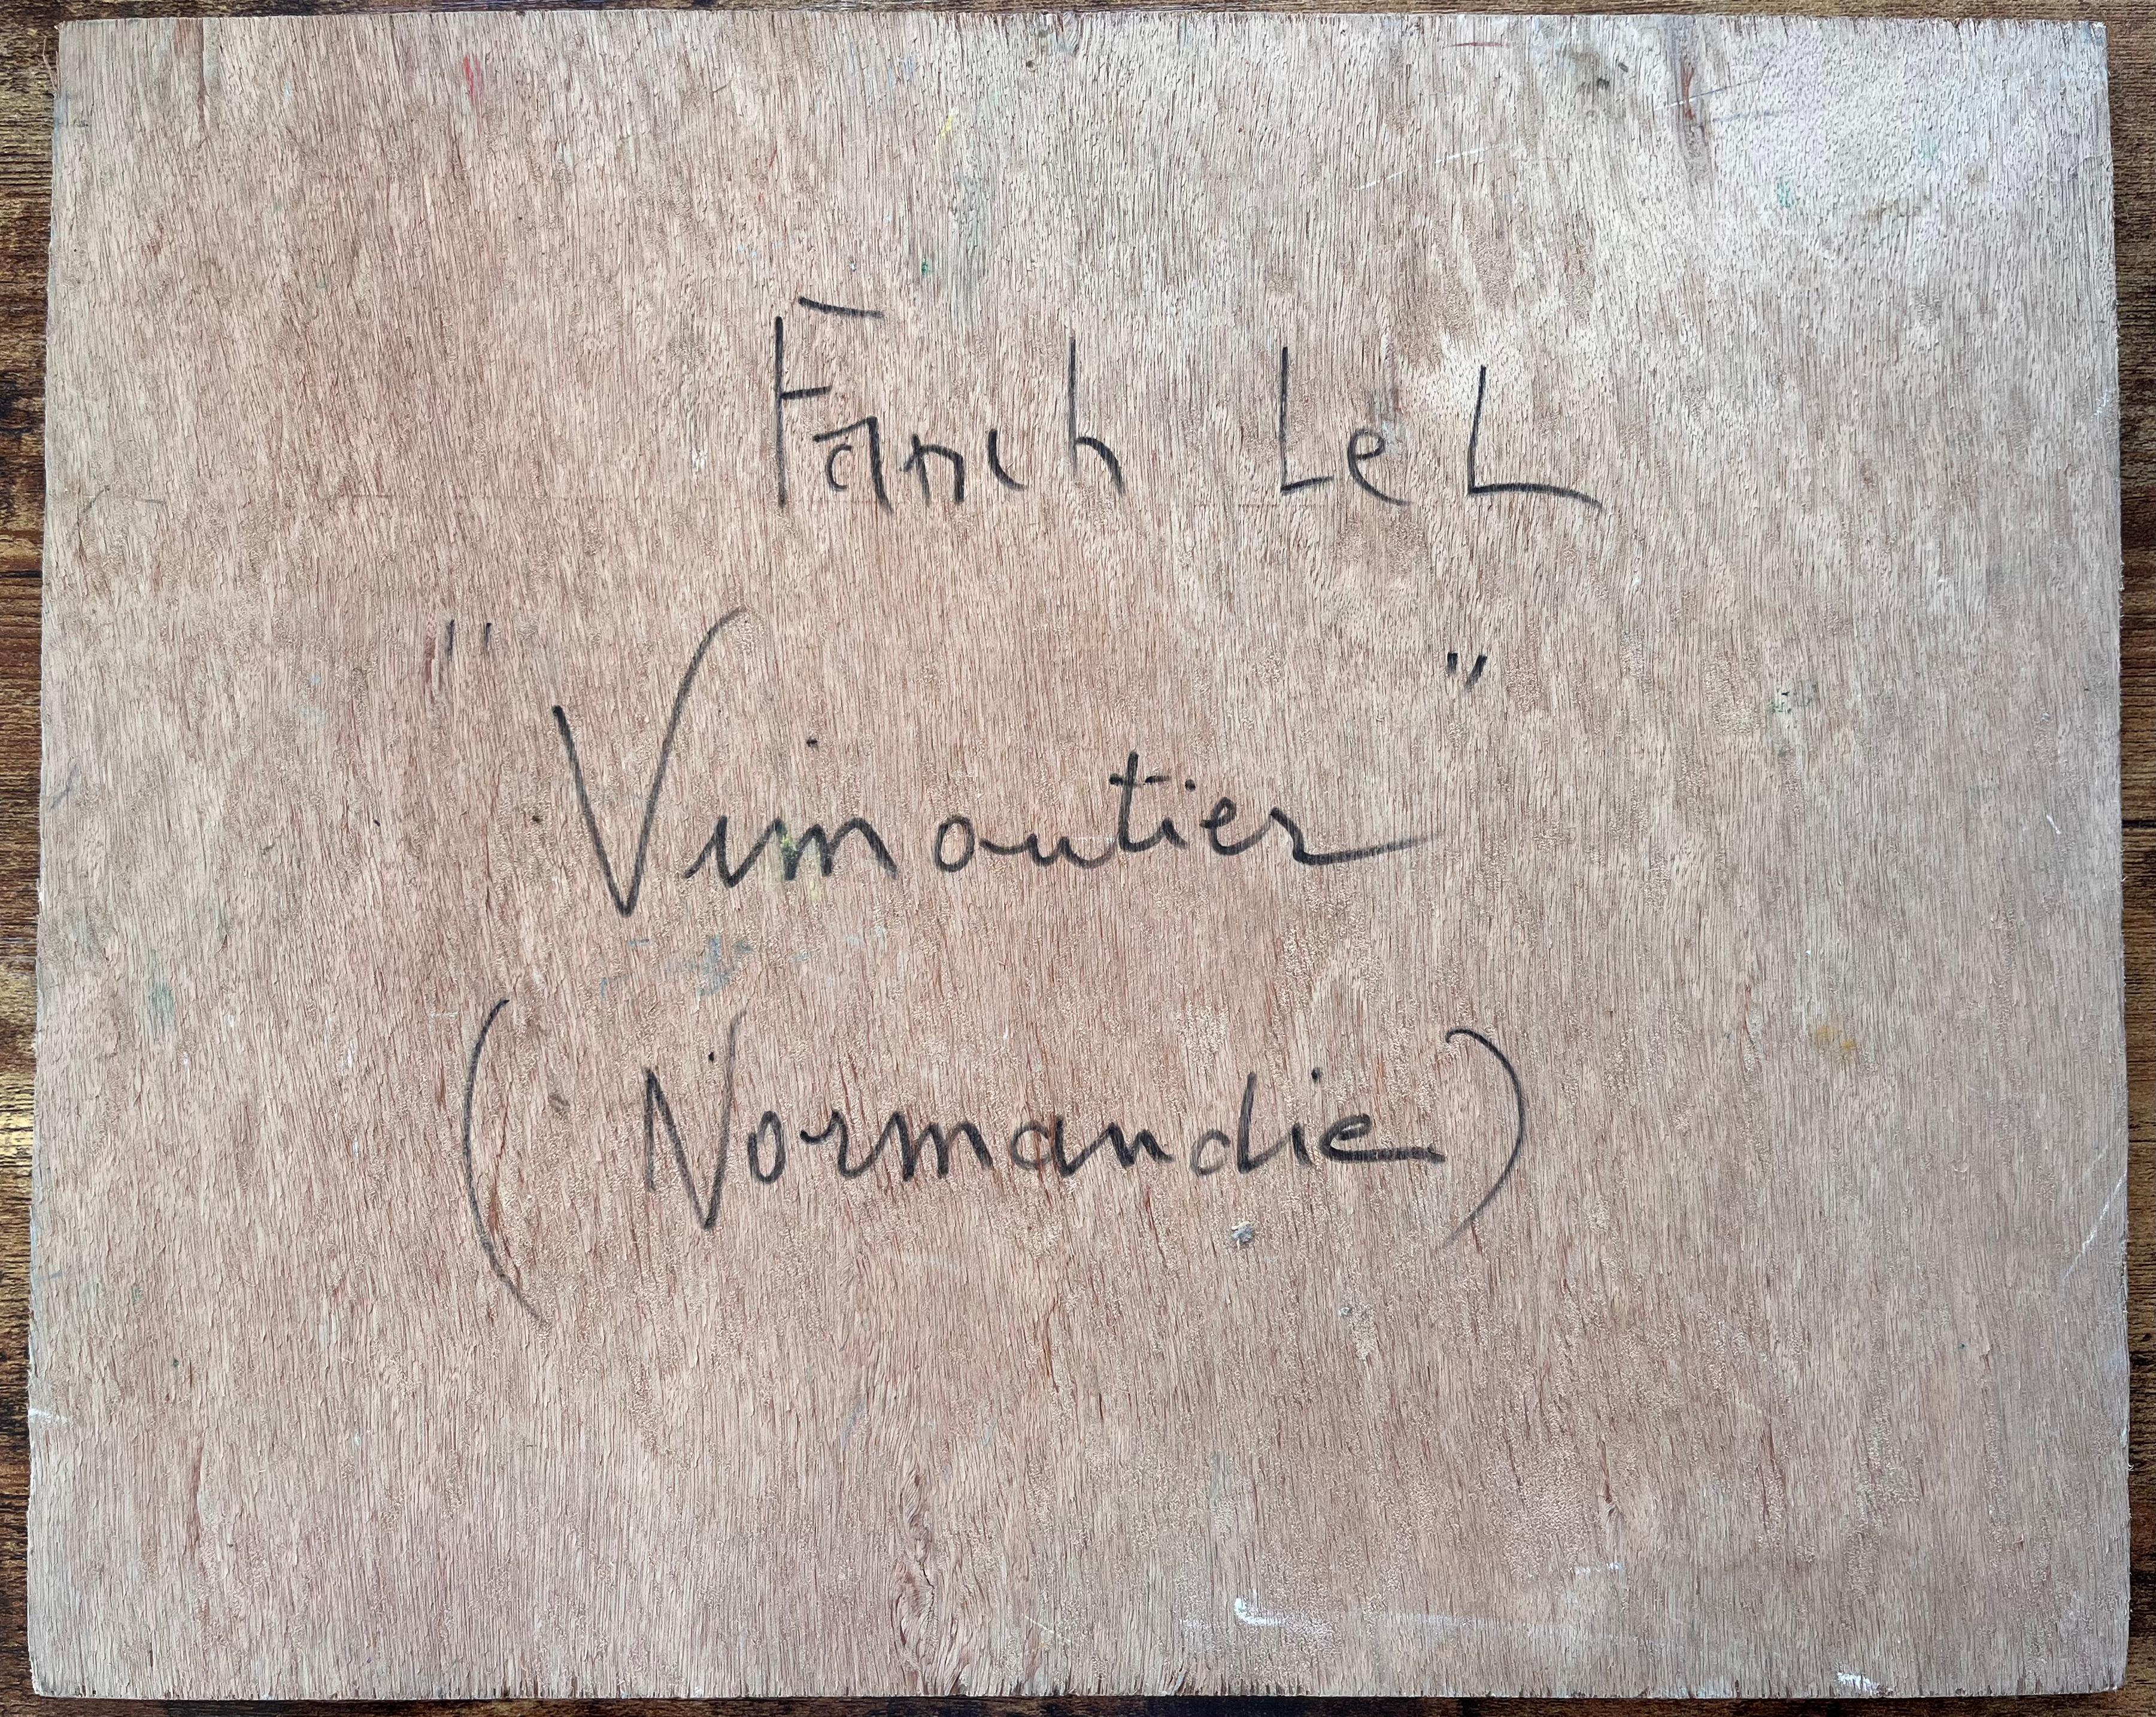 Fanch Le L
"Vimoutier"
(Normandie)